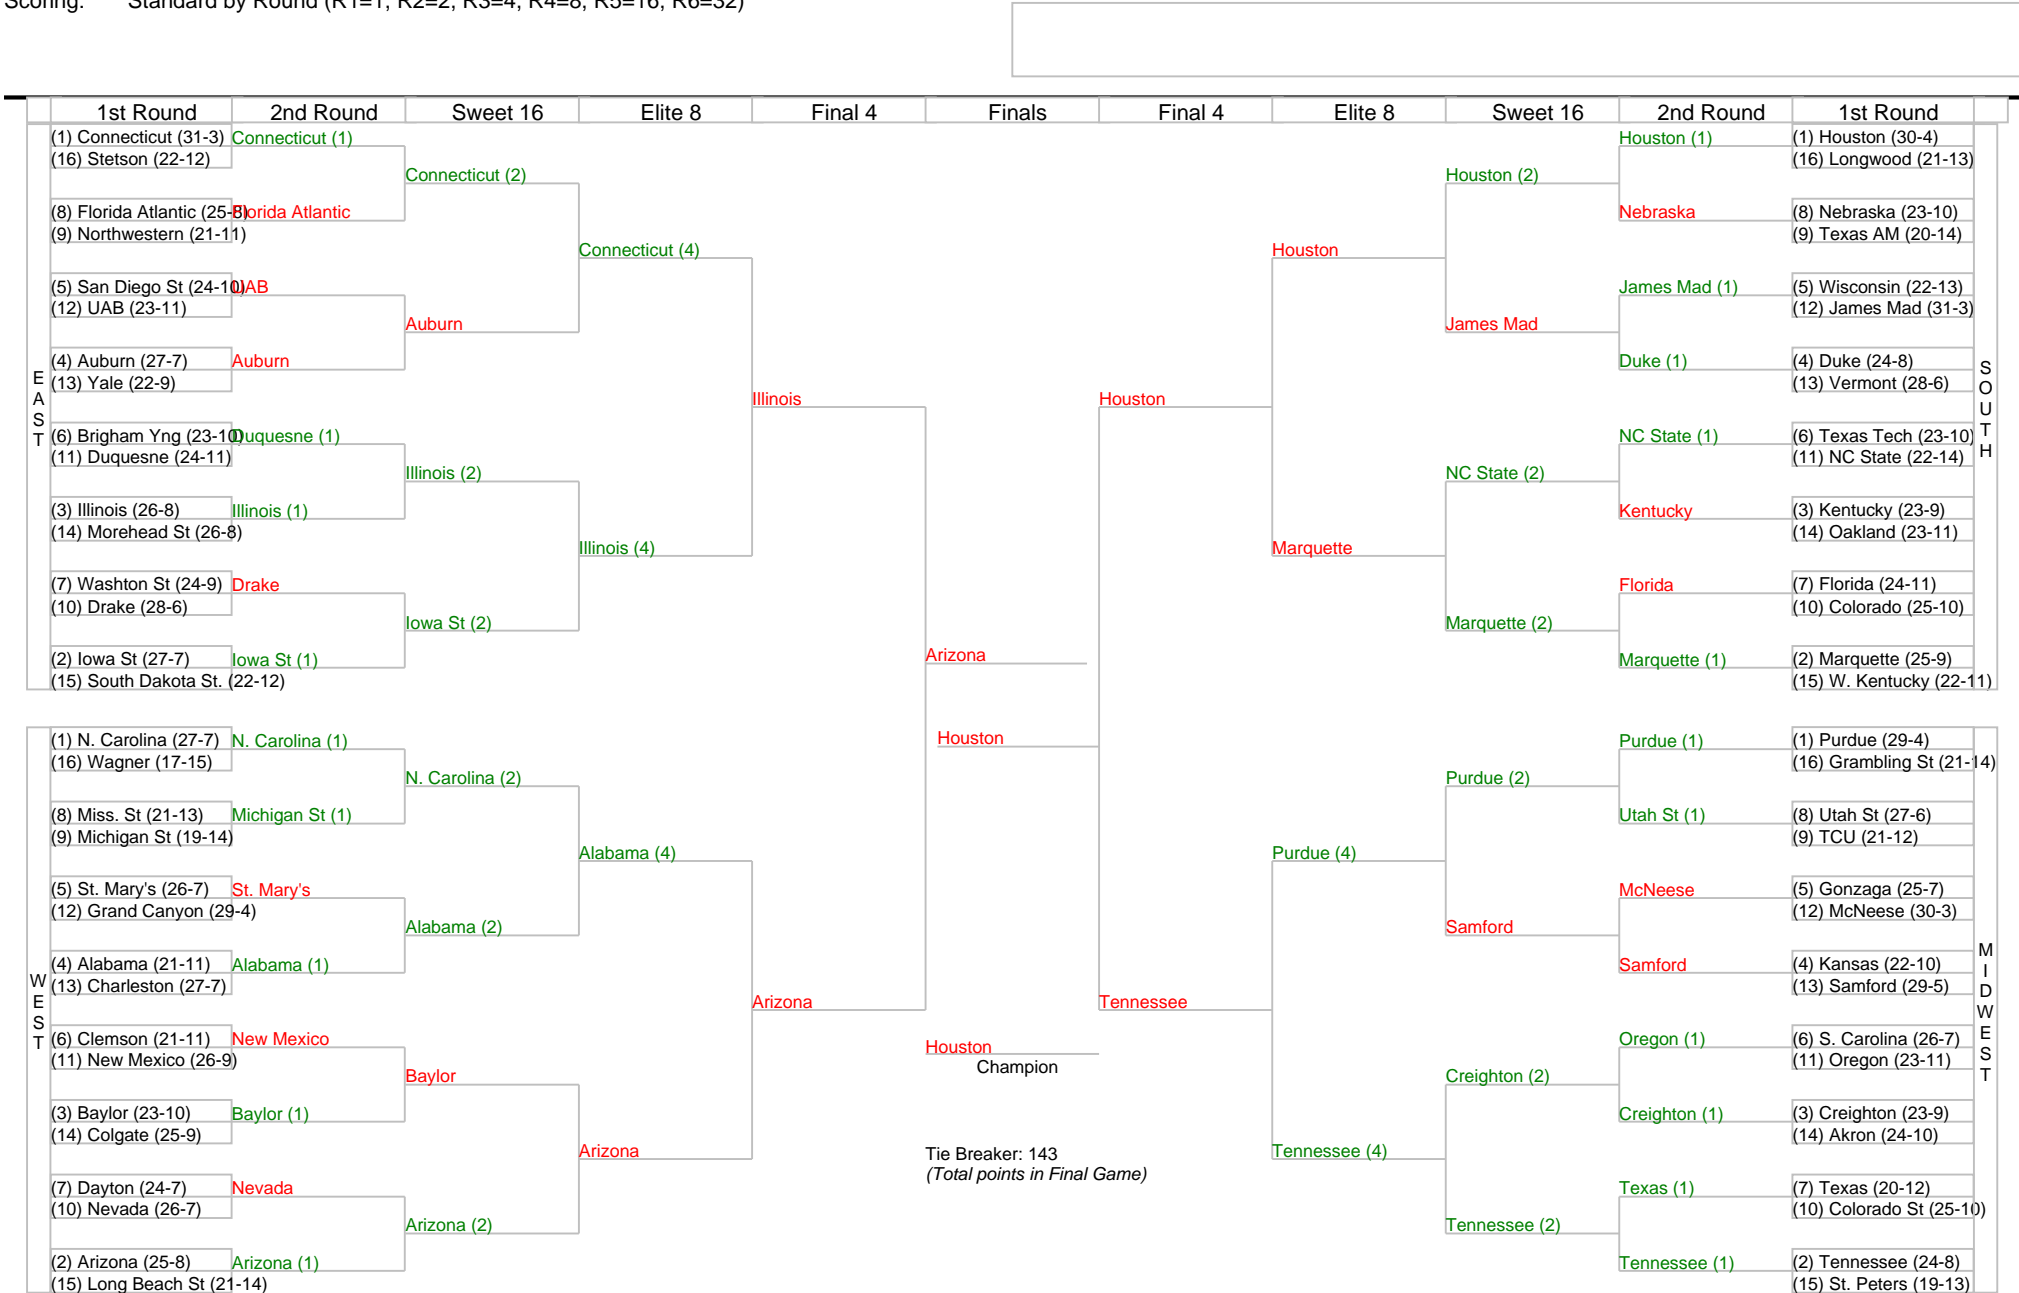 Scoring: Standard by Round (R1=1, R2=2, R3=4, R4=8, R5=16, R6=32)
1st Round 2nd Round Sweet 16 Elite 8 Final 4 Finals Final 4 Elite 8 Sweet 16 2nd Round 1st Round
EAST
(1) Connecticut (31-3)
(16) Stetson (22-12)
(8) Florida Atlantic (25-8)
(9) Northwestern (21-11)
(5) San Diego St (24-10)
(12) UAB (23-11)
(4) Auburn (27-7)
(13) Yale (22-9)
(6) Brigham Yng (23-10)
(11) Duquesne (24-11)
(3) Illinois (26-8)
(14) Morehead St (26-8)
(7) Washton St (24-9)
(10) Drake (28-6)
(2) Iowa St (27-7)
(15) South Dakota St. (22-12)
Connecticut (1)
Florida Atlantic
UAB
Auburn
Duquesne (1)
Illinois (1)
Drake
Iowa St (1)
Connecticut (2)
Auburn
Illinois (2)
Iowa St (2)
Connecticut (4)
Illinois (4)
Illinois
WEST
(1) N. Carolina (27-7)
(16) Wagner (17-15)
(8) Miss. St (21-13)
(9) Michigan St (19-14)
(5) St. Mary's (26-7)
(12) Grand Canyon (29-4)
(4) Alabama (21-11)
(13) Charleston (27-7)
(6) Clemson (21-11)
(11) New Mexico (26-9)
(3) Baylor (23-10)
(14) Colgate (25-9)
(7) Dayton (24-7)
(10) Nevada (26-7)
(2) Arizona (25-8)
(15) Long Beach St (21-14)
N. Carolina (1)
Michigan St (1)
St. Mary's
Alabama (1)
New Mexico
Baylor (1)
Nevada
Arizona (1)
N. Carolina (2)
Alabama (2)
Baylor
Arizona (2)
Alabama (4)
Arizona
Arizona
Arizona
Houston
Houston
Champion
Tie Breaker: 143
(Total points in Final Game)
Houston
Tennessee
Houston
Marquette
Houston (2)
James Mad
NC State (2)
Marquette (2)
Houston (1)
Nebraska
James Mad (1)
Duke (1)
NC State (1)
Kentucky
Florida
Marquette (1)
(1) Houston (30-4)
(16) Longwood (21-13)
(8) Nebraska (23-10)
(9) Texas AM (20-14)
(5) Wisconsin (22-13)
(12) James Mad (31-3)
(4) Duke (24-8)
(13) Vermont (28-6)
(6) Texas Tech (23-10)
(11) NC State (22-14)
(3) Kentucky (23-9)
(14) Oakland (23-11)
(7) Florida (24-11)
(10) Colorado (25-10)
(2) Marquette (25-9)
(15) W. Kentucky (22-11)
SOUTH
Purdue (4)
Tennessee (4)
Purdue (2)
Samford
Creighton (2)
Tennessee (2)
Purdue (1)
Utah St (1)
McNeese
Samford
Oregon (1)
Creighton (1)
Texas (1)
Tennessee (1)
(1) Purdue (29-4)
(16) Grambling St (21-14)
(8) Utah St (27-6)
(9) TCU (21-12)
(5) Gonzaga (25-7)
(12) McNeese (30-3)
(4) Kansas (22-10)
(13) Samford (29-5)
(6) S. Carolina (26-7)
(11) Oregon (23-11)
(3) Creighton (23-9)
(14) Akron (24-10)
(7) Texas (20-12)
(10) Colorado St (25-10)
(2) Tennessee (24-8)
(15) St. Peters (19-13)
MIDWEST